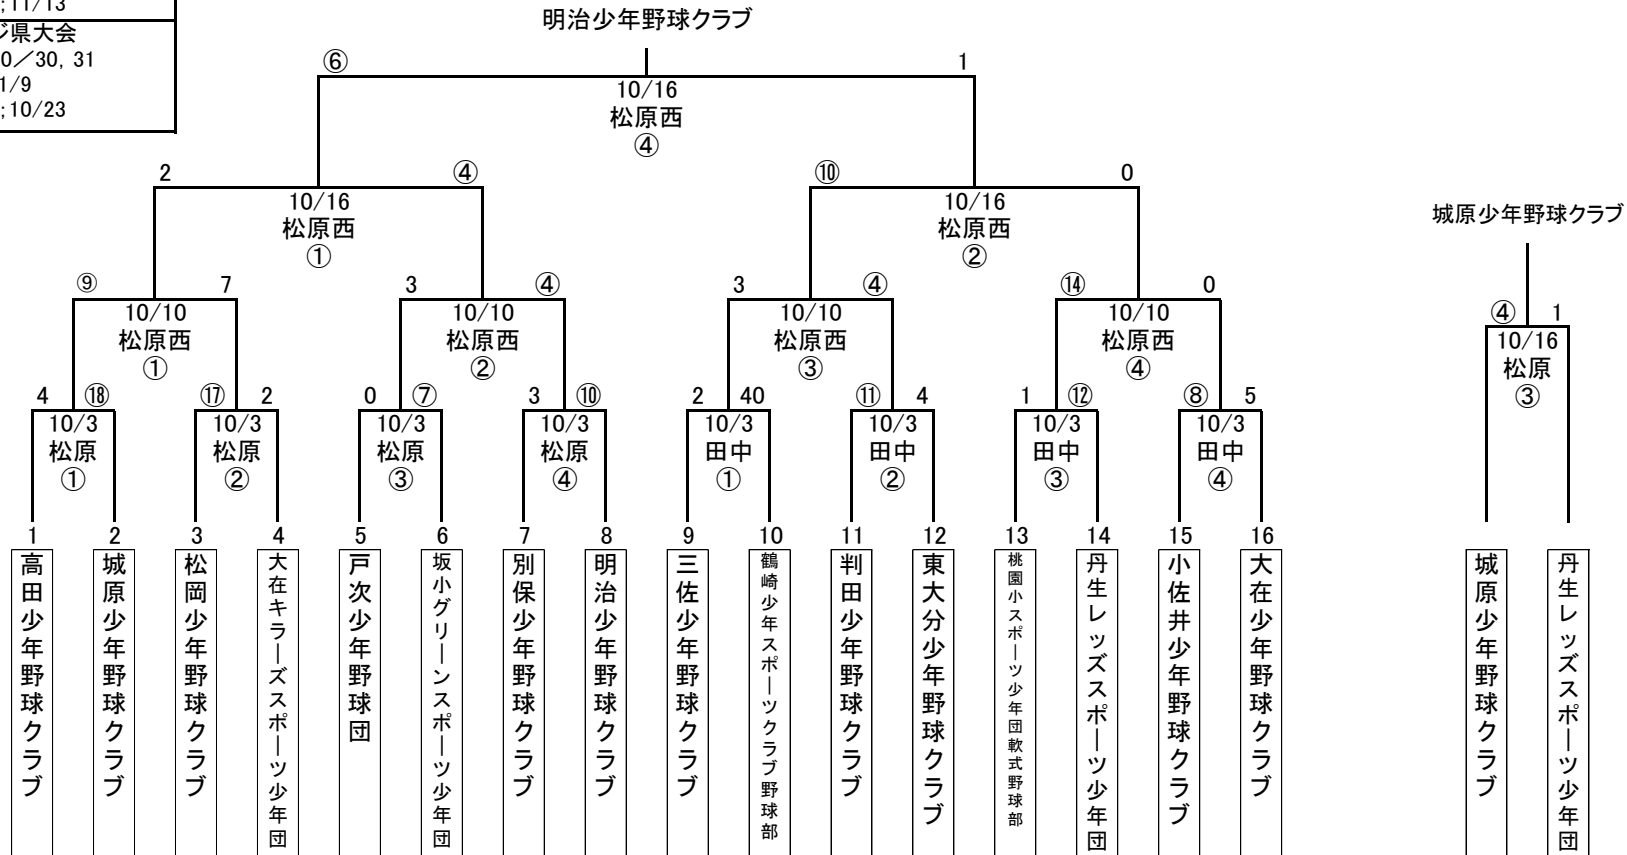 ;11/13
ジ県大会
0／30, 31
1/9
;10/23
明治少年野球クラブ
⑥ 1
10/16
松原西
④
2 ④ ⑩ 0
10/16 10/16
松原西 松原西
① ②
城原少年野球クラブ
⑨ 7 3 ④ 3 ④ ⑭ 0
10/10 10/10 10/10 10/10
松原西 松原西 松原西 松原西
① ② ③ ④
④ 1
10/16
松原
③
4 ⑱ ⑰ 2 0 ⑦ 3 ⑩ 2 40 ⑪ 4 1 ⑫ ⑧ 5
10/3 10/3 10/3 10/3 10/3 10/3 10/3 10/3
松原 松原 松原 松原 田中 田中 田中 田中
① ② ③ ④ ① ② ③ ④
1 2 3 4 5 6 7 8 9 10 11 12 13 14 15 16
高田少年野球クラブ
城原少年野球クラブ
松岡少年野球クラブ
大在キラーズスポーツ少年団
戸次少年野球団
坂小グリーンスポーツ少年団
別保少年野球クラブ
明治少年野球クラブ
三佐少年野球クラブ
鶴崎少年スポーツクラブ野球部
判田少年野球クラブ
東大分少年野球クラブ
桃園小スポーツ少年団軟式野球部
丹生レッズスポーツ少年団
小佐井少年野球クラブ
大在少年野球クラブ
城原少年野球クラブ
丹生レッズスポーツ少年団